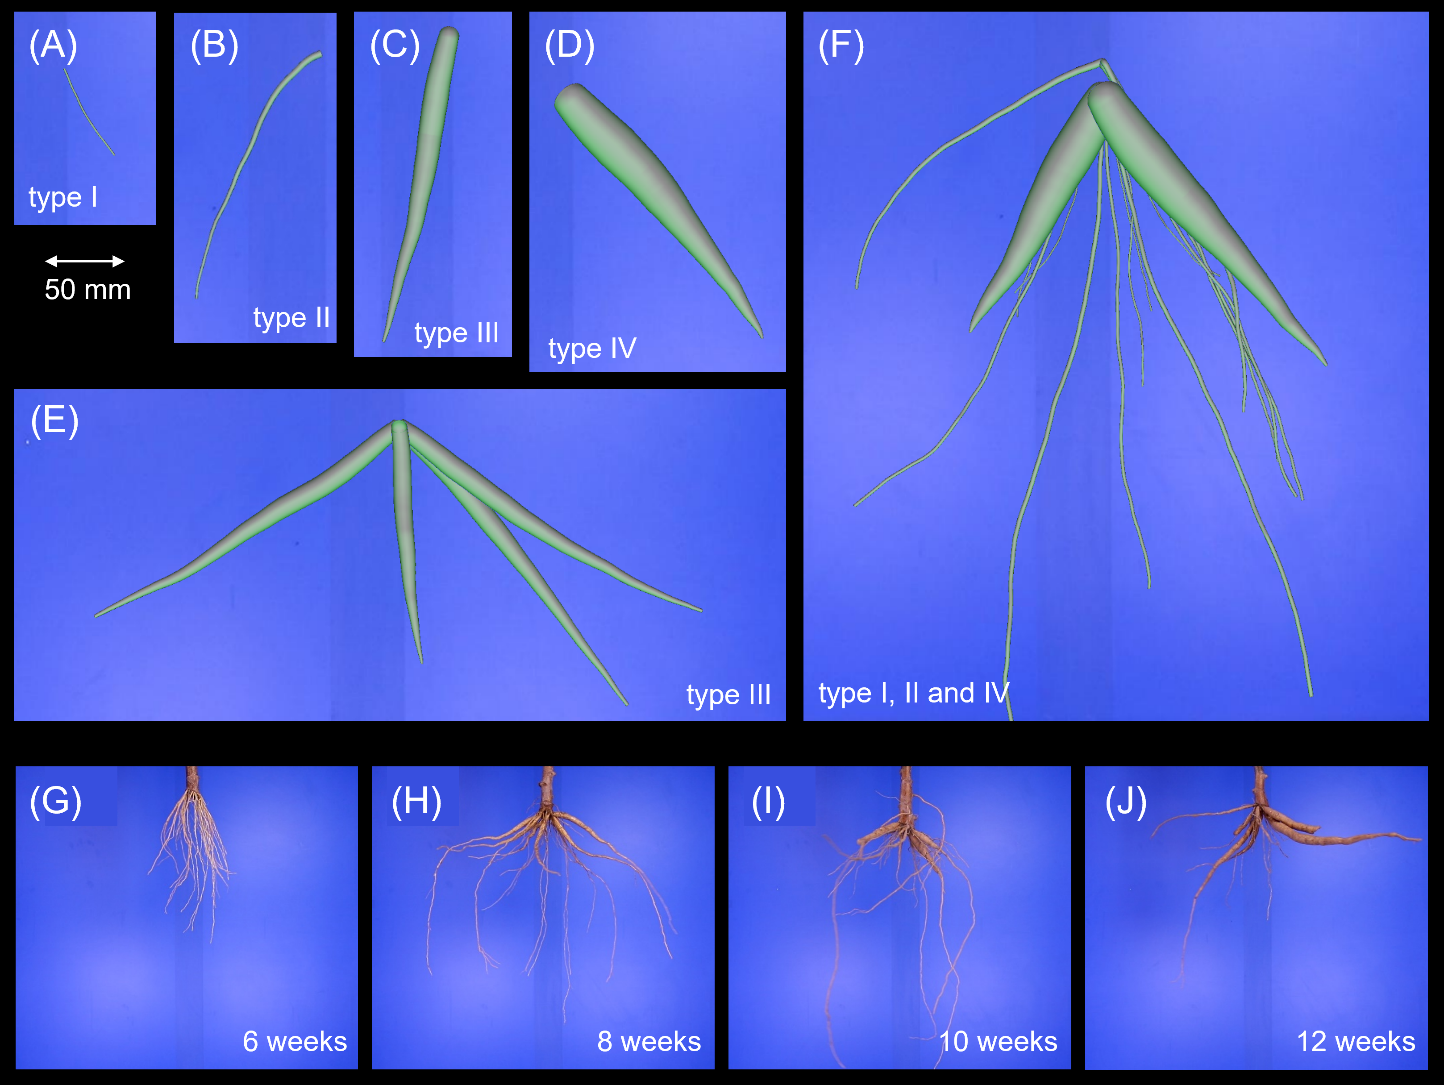 (A)
type I
50 mm
(B)
type II
(C)
type III
(D)
type IV
(E)
type III
(F)
type I, II and IV
(G)
6 weeks
(H)
8 weeks
(I)
10 weeks
(J)
12 weeks